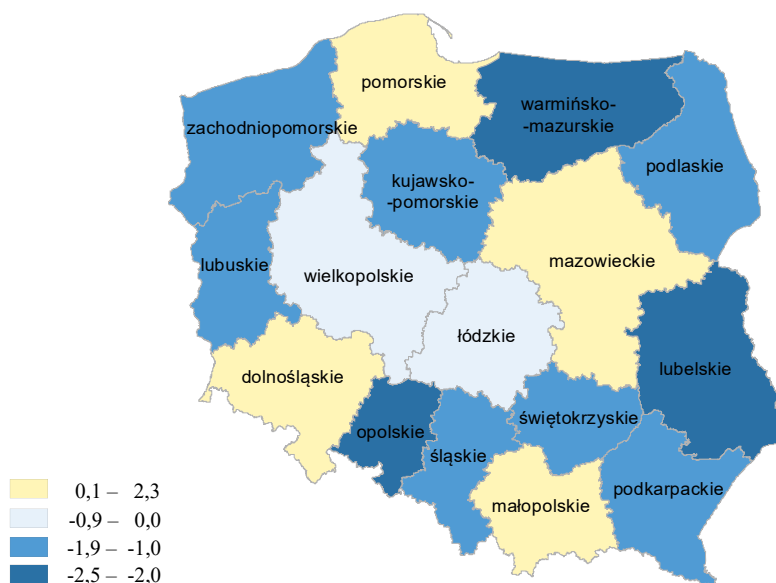 pomorskie
warmińsko-
-mazurskie
zachodniopomorskie
podlaskie
kujawsko-
-pomorskie
mazowieckie
lubuskie
wielkopolskie
łódzkie
lubelskie
dolnośląskie
świętokrzyskie
opolskie
śląskie
podkarpackie
małopolskie
0,1 – 2,3
-0,9 – 0,0
-1,9 – -1,0
-2,5 – -2,0